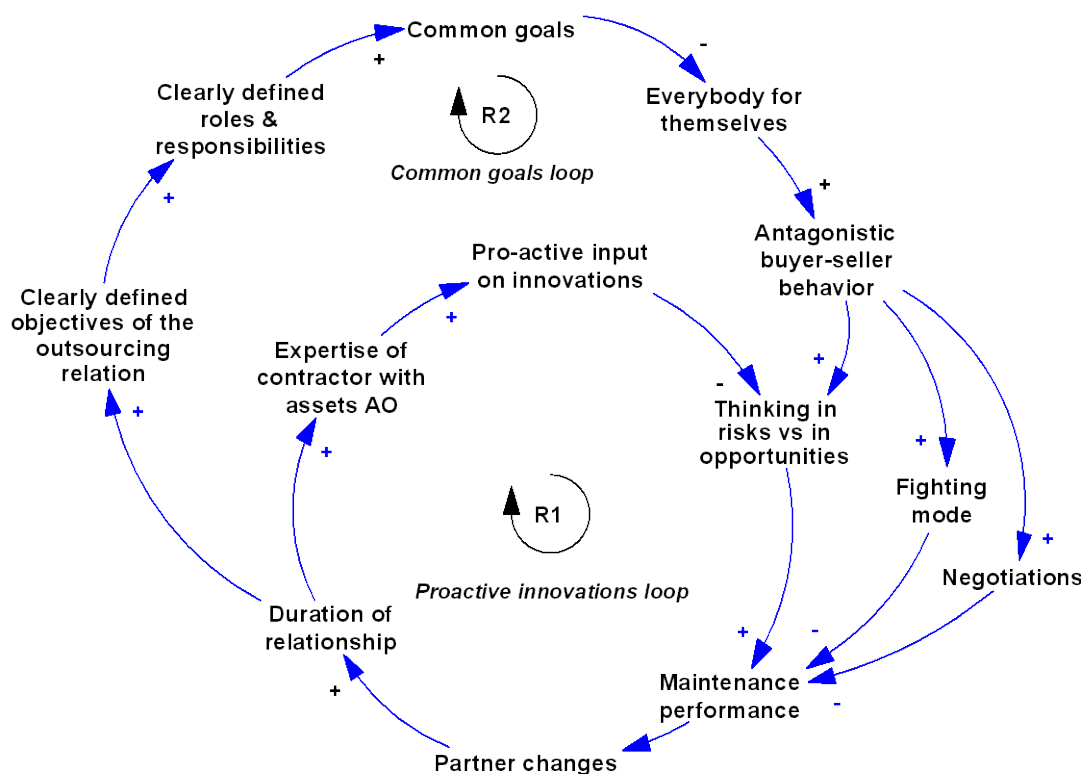 Common goals
-
+
Clearly defined
roles &
responsibilities
Everybody for
themselves
R2
Common goals loop
+
+
Antagonistic
buyer-seller
behavior
Pro-active input
on innovations
Clearly defined
objectives of the
outsourcing
relation
+
Expertise of
contractor with
assets AO
+
-
Thinking in
risks vs in
opportunities
+
+
+
Fighting
mode
R1
+
Negotiations
Proactive innovations loop
Duration of
relationship
+
-
Maintenance
performance
-
+
Partner changes